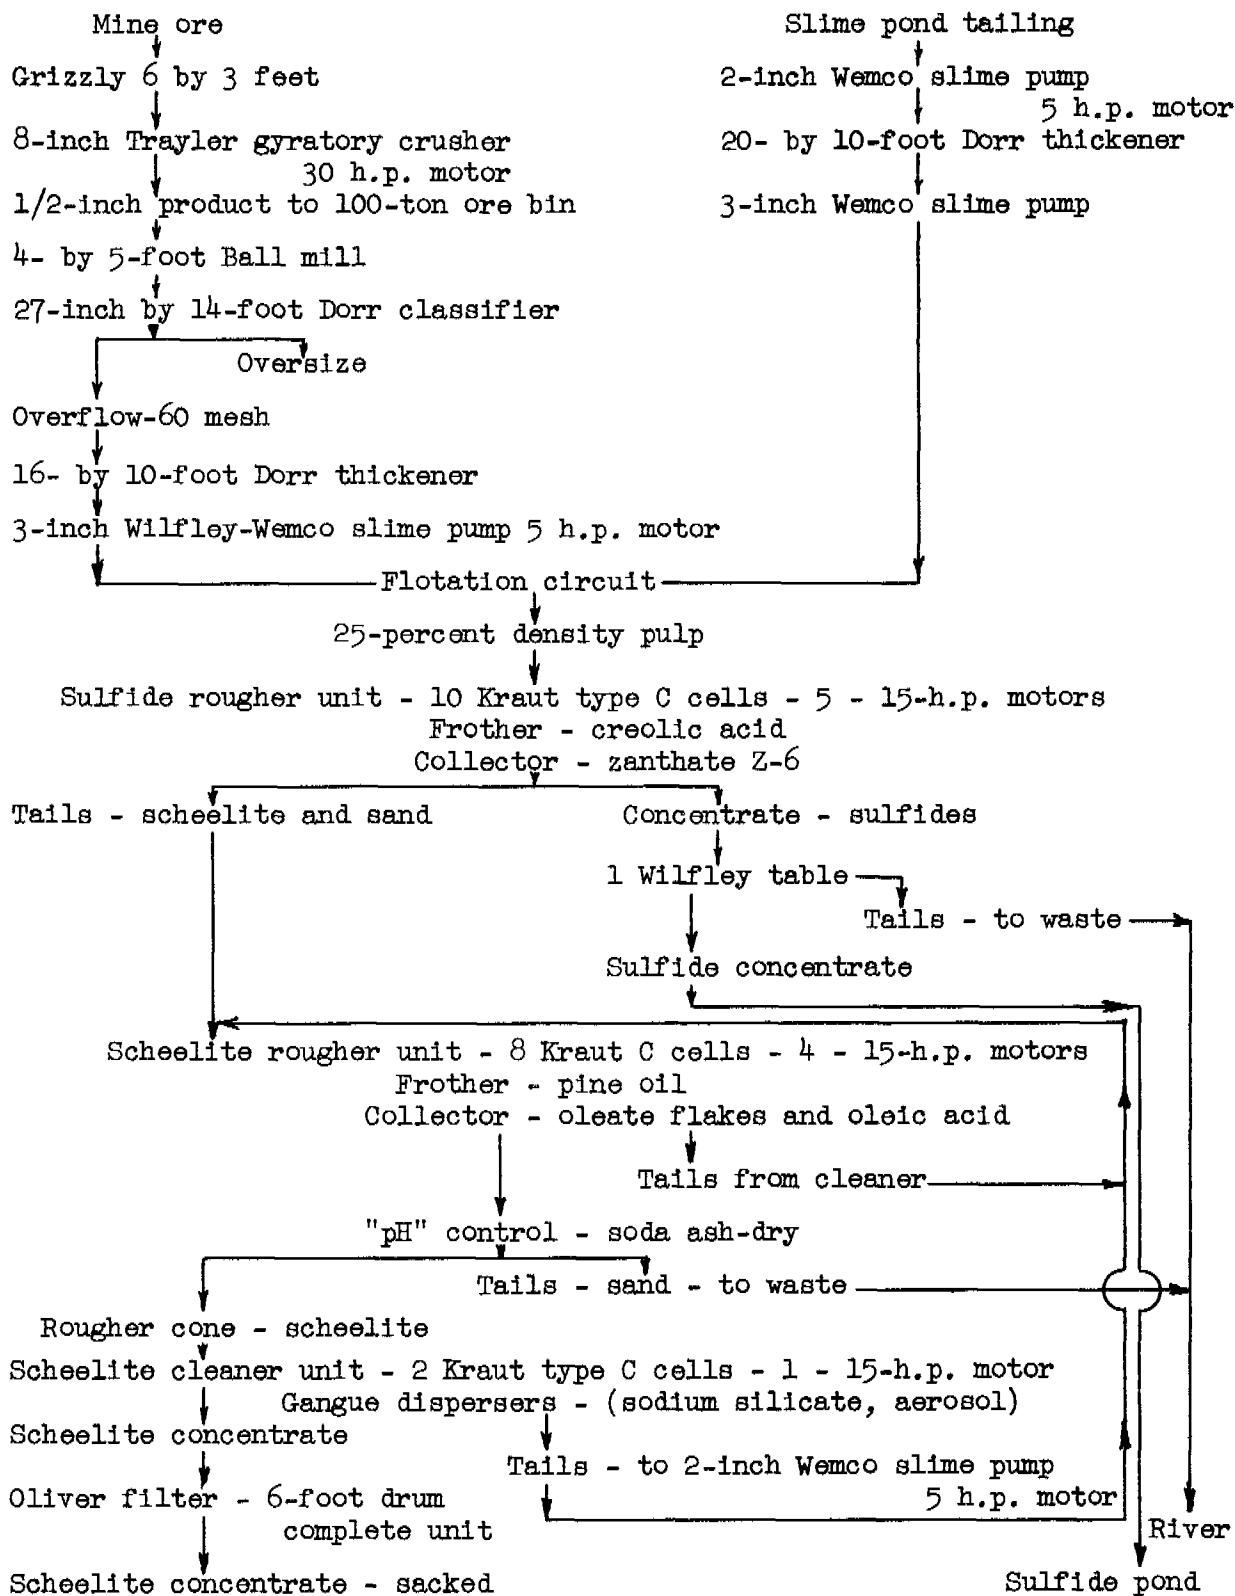 Mine ore
Slime pond tailing
Grizzly 6 by 3 feet
2-inch Wemco slime pump
5 h.p. motor
8-inch Trayler gyratory crusher
30 h.p. motor
20- by 10-foot Dorr thickener
1/2-inch product to 100-ton ore bin
3-inch Wemco slime pump
4- by 5-foot Ball mill
27-inch by 14-foot Dorr classifier
Oversize
Overflow-60 mesh
16- by 10-foot Dorr thickener
3-inch Wilfley-Wemco slime pump 5 h.p. motor
Flotation circuit
25-percent density pulp
Sulfide rougher unit - 10 Kraut type C cells - 5 - 15-h.p. motors
Frother - creolic acid
Collector - zanthate Z-6
Tails - scheelite and sand
Concentrate - sulfides
1 Wilfley table
Tails - to waste
Sulfide concentrate
Scheelite rougher unit - 8 Kraut C cells - 4 - 15-h.p. motors
Frother - pine oil
Collector - oleate flakes and oleic acid
Tails from cleaner
"pH" control - soda ash-dry
Tails - sand - to waste
Rougher cone - scheelite
Scheelite cleaner unit - 2 Kraut type C cells - 1 - 15-h.p. motor
Gangue dispersers - (sodium silicate, aerosol)
Scheelite concentrate
Tails - to 2-inch Wemco slime pump
5 h.p. motor
Oliver filter - 6-foot drum
complete unit
River
Scheelite concentrate - sacked
Sulfide pond